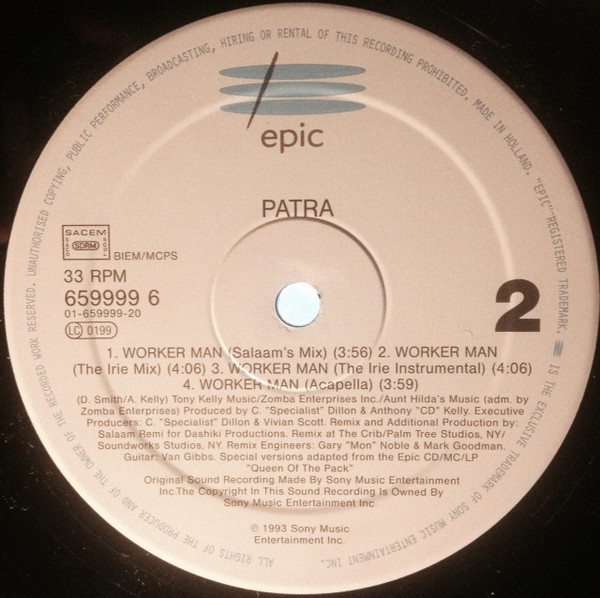 ALL RIGHTS OF THE PRODUCER AND OF THE OWNER OF THE RECORDED WORK RESERVED. UNAUTHORISED COPYING, PUBLIC PERFORMANCE, BROADCASTING, HIRING OR RENTAL OF THIS RECORDING PROHIBITED. MADE IN HOLLAND. "EPIC" REGISTERED TRADEMARK. IS THE EXCLUSIVE TRADEMARK OF SONY MUSIC ENTERTAINMENT INC.
epic
PATRA
SACEM
SDRM
BIEM/MCPS
33 RPM
659999 6
01-659999-20
LC 0199
2
1. WORKER MAN (Salaam's Mix) (3:56) 2. WORKER MAN
(The Irie Mix) (4:06) 3. WORKER MAN (The Irie Instrumental) (4:06)
4. WORKER MAN (Acapella) (3:59)
(D. Smith/A. Kelly) Tony Kelly Music/Zomba Enterprises Inc./Aunt Hilda's Music (adm. by
Zomba Enterprises) Produced by C. "Specialist" Dillon & Anthony "CD" Kelly. Executive
Producers: C. "Specialist" Dillon & Vivian Scott. Remix and Additional Production by:
Salaam Remi for Dashiki Productions. Remix at The Crib/Palm Tree Studios, NY/
Soundworks Studios, NY. Remix Engineers: Gary "Mon" Noble & Mark Goodman.
Guitar: Van Gibbs. Special versions adapted from the Epic CD/MC/LP
"Queen Of The Pack"
Original Sound Recording Made By Sony Music Entertainment
Inc.The Copyright In This Sound Recording Is Owned By
Sony Music Entertainment Inc
℗ 1993 Sony Music
Entertainment Inc.